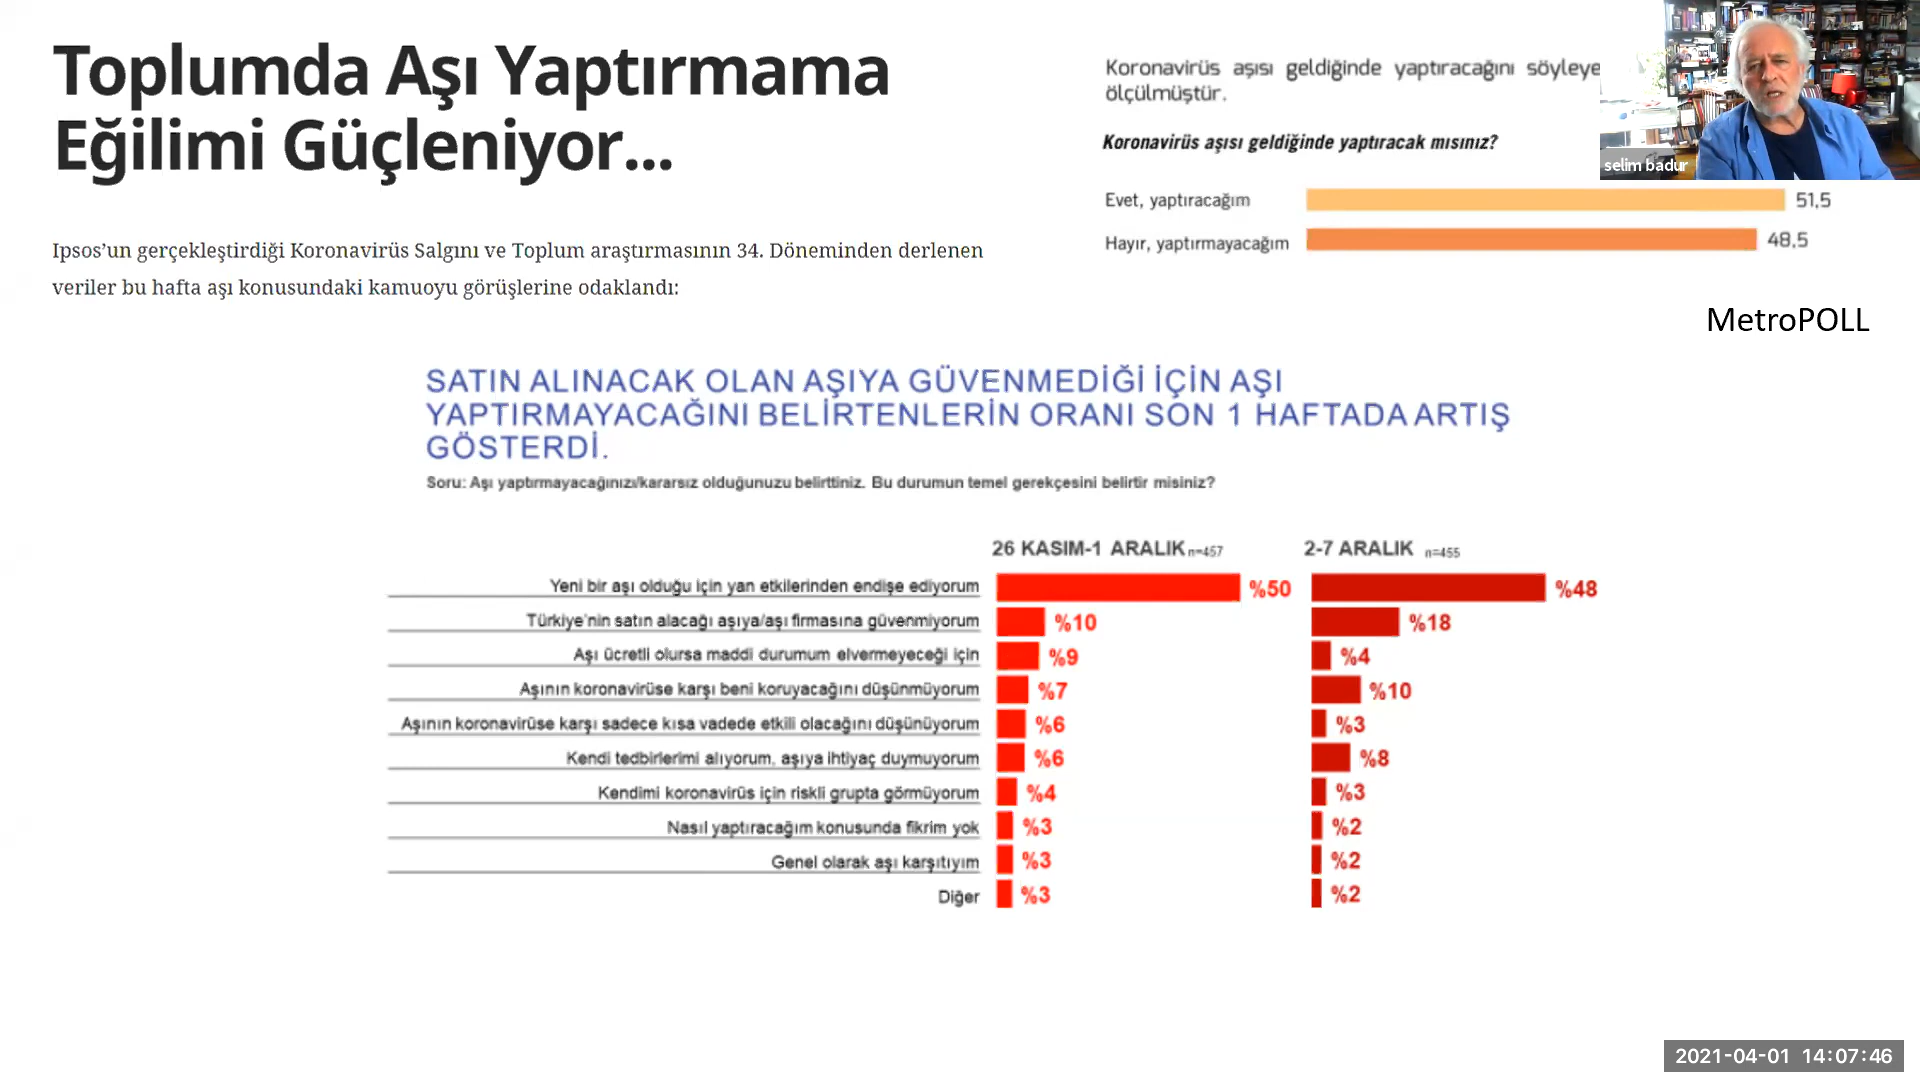 Toplumda Aşı Yaptırmama
Eğilimi Güçleniyor...
Ipsos’un gerçekleştirdiği Koronavirüs Salgını ve Toplum araştırmasının 34. Döneminden derlenen
veriler bu hafta aşı konusundaki kamuoyu görüşlerine odaklandı:
Koronavirüs aşısı geldiğinde yaptıracağını
ölçülmüştür.
Koronavirüs aşısı geldiğinde yaptıracak mısınız?
Evet, yaptıracağım 51,5
Hayır, yaptırmayacağım 48,5
selim badur
MetroPOLL
SATIN ALINACAK OLAN AŞIYA GÜVENMEDİĞİ İÇİN AŞI
YAPTIRMAYACAĞINI BELİRTENLERİN ORANI SON 1 HAFTADA ARTIŞ
GÖSTERDİ.
Soru: Aşı yaptırmayacağınızı/kararsız olduğunuzu belirttiniz. Bu durumun temel gerekçesini belirtir misiniz?
26 KASIM-1 ARALIK n=457 2-7 ARALIK n=455
Yeni bir aşı olduğu için yan etkilerinden endişe ediyorum %50 %48
Türkiye'nin satın alacağı aşıya/aşı firmasına güvenmiyorum %10 %18
Aşı ücretli olursa maddi durumum elvermeyeceği için %9 %4
Aşının koronavirüse karşı beni koruyacağını düşünmüyorum %7 %10
Aşının koronavirüse karşı sadece kısa vadede etkili olacağını düşünüyorum %6 %3
Kendi tedbirlerimi alıyorum, aşıya ihtiyaç duymuyorum %6 %8
Kendimi koronavirüs için riskli grupta görmüyorum %4 %3
Nasıl yaptıracağım konusunda fikrim yok %3 %2
Genel olarak aşı karşıtıyım %3 %2
Diğer %3 %2
2021-04-01 14:07:46